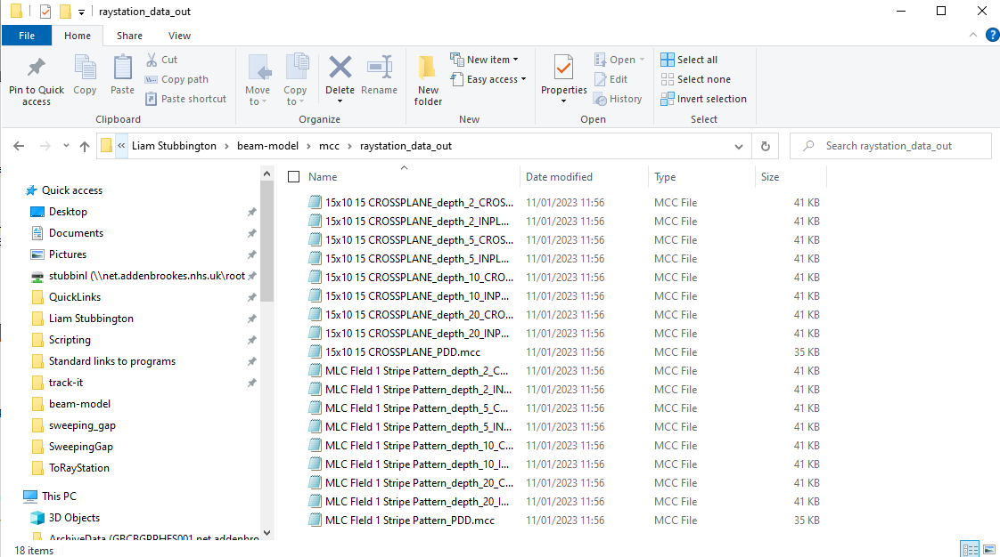 raystation_data_out
File Home Share View
Pin to Quick access
Copy
Paste
Cut
Copy path
Paste shortcut
Clipboard
Move to
Copy to
Delete
Rename
Organize
New folder
New item
Easy access
New
Properties
Open
Edit
History
Open
Select all
Select none
Invert selection
Select
« Liam Stubbington > beam-model > mcc > raystation_data_out
Search raystation_data_out
Quick access
Desktop
Documents
Pictures
stubbinl (\\net.addenbrookes.nhs.uk\root
QuickLinks
Liam Stubbington
Scripting
Standard links to programs
track-it
beam-model
sweeping_gap
SweepingGap
ToRayStation
This PC
3D Objects
Name Date modified Type Size
15x10 15 CROSSPLANE_depth_2_CROS... 11/01/2023 11:56 MCC File 41 KB
15x10 15 CROSSPLANE_depth_2_INPL... 11/01/2023 11:56 MCC File 41 KB
15x10 15 CROSSPLANE_depth_5_CROS... 11/01/2023 11:56 MCC File 41 KB
15x10 15 CROSSPLANE_depth_5_INPL... 11/01/2023 11:56 MCC File 41 KB
15x10 15 CROSSPLANE_depth_10_CRO... 11/01/2023 11:56 MCC File 41 KB
15x10 15 CROSSPLANE_depth_10_INP... 11/01/2023 11:56 MCC File 41 KB
15x10 15 CROSSPLANE_depth_20_CRO... 11/01/2023 11:56 MCC File 41 KB
15x10 15 CROSSPLANE_depth_20_INP... 11/01/2023 11:56 MCC File 41 KB
15x10 15 CROSSPLANE_PDD.mcc 11/01/2023 11:56 MCC File 35 KB
MLC FIeld 1 Stripe Pattern_depth_2_C... 11/01/2023 11:56 MCC File 41 KB
MLC FIeld 1 Stripe Pattern_depth_2_IN... 11/01/2023 11:56 MCC File 41 KB
MLC FIeld 1 Stripe Pattern_depth_5_C... 11/01/2023 11:56 MCC File 41 KB
MLC FIeld 1 Stripe Pattern_depth_5_IN... 11/01/2023 11:56 MCC File 41 KB
MLC FIeld 1 Stripe Pattern_depth_10_C... 11/01/2023 11:56 MCC File 41 KB
MLC FIeld 1 Stripe Pattern_depth_10_I... 11/01/2023 11:56 MCC File 41 KB
MLC FIeld 1 Stripe Pattern_depth_20_C... 11/01/2023 11:56 MCC File 41 KB
MLC FIeld 1 Stripe Pattern_depth_20_I... 11/01/2023 11:56 MCC File 41 KB
MLC FIeld 1 Stripe Pattern_PDD.mcc 11/01/2023 11:56 MCC File 35 KB
18 items